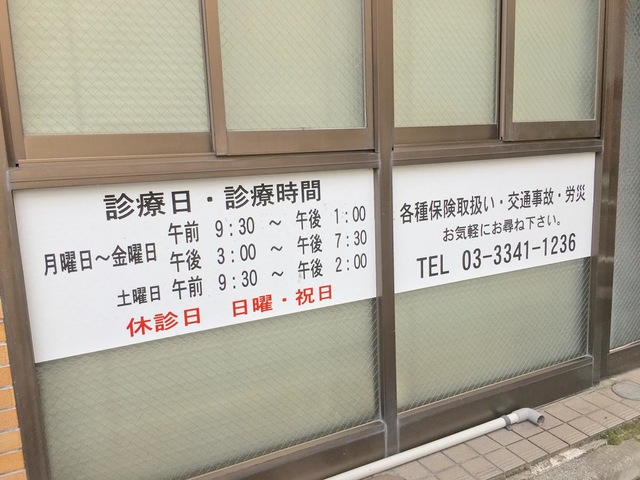 診療日・診療時間
月曜日～金曜日 午前 9:30 ～ 午後 1:00
午後 3:00 ～ 午後 7:30
土曜日 午前 9:30 ～ 午後 2:00
休診日 日曜・祝日
各種保険取扱い・交通事故・労災
お気軽にお尋ね下さい。
TEL 03-3341-1236